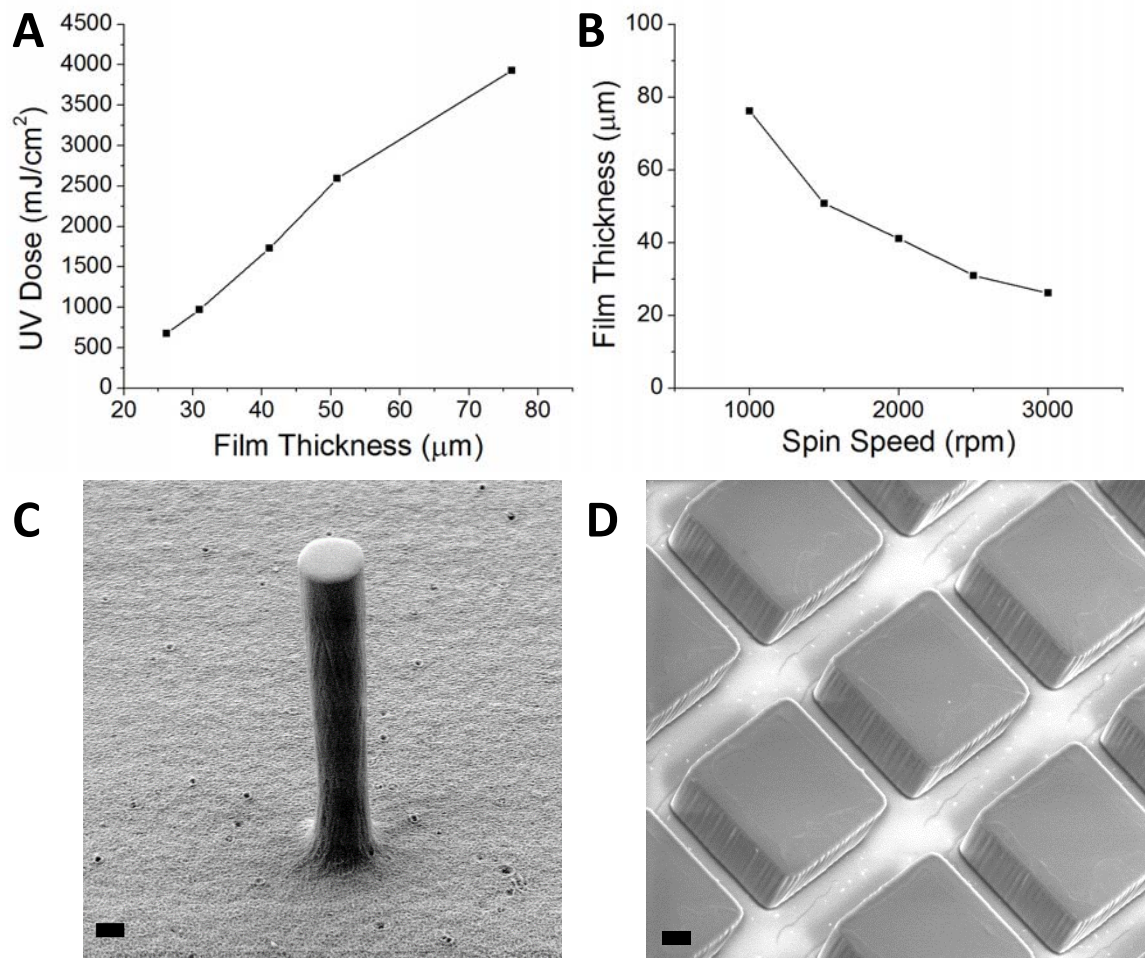 A
4500
4000
3500
3000
2500
2000
1500
1000
500
0
UV Dose (mJ/cm²)
20 30 40 50 60 70 80
Film Thickness (μm)
B
100
80
60
40
20
0
Film Thickness (μm)
1000 2000 3000
Spin Speed (rpm)
C
D